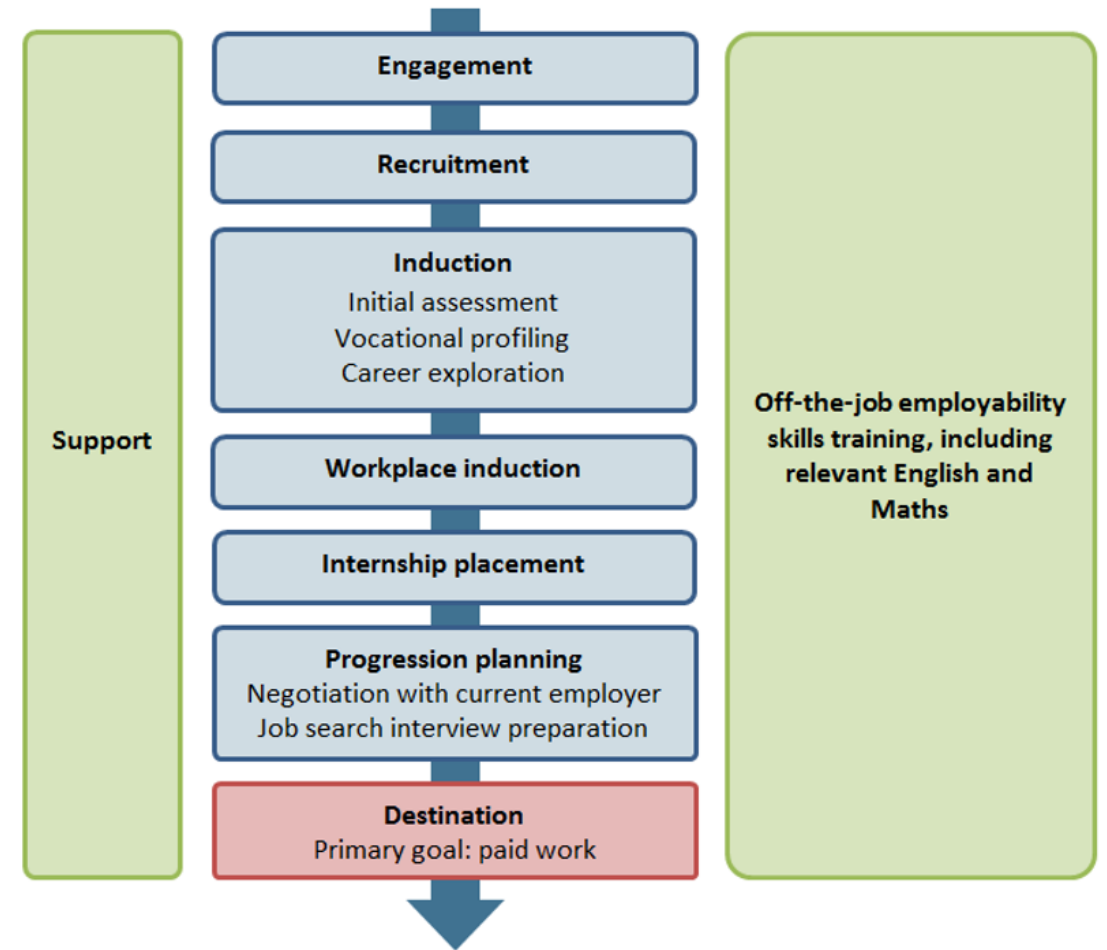 Support
Engagement
Recruitment
Induction
Initial assessment
Vocational profiling
Career exploration
Workplace induction
Internship placement
Progression planning
Negotiation with current employer
Job search interview preparation
Destination
Primary goal: paid work
Off-the-job employability
skills training, including
relevant English and
Maths